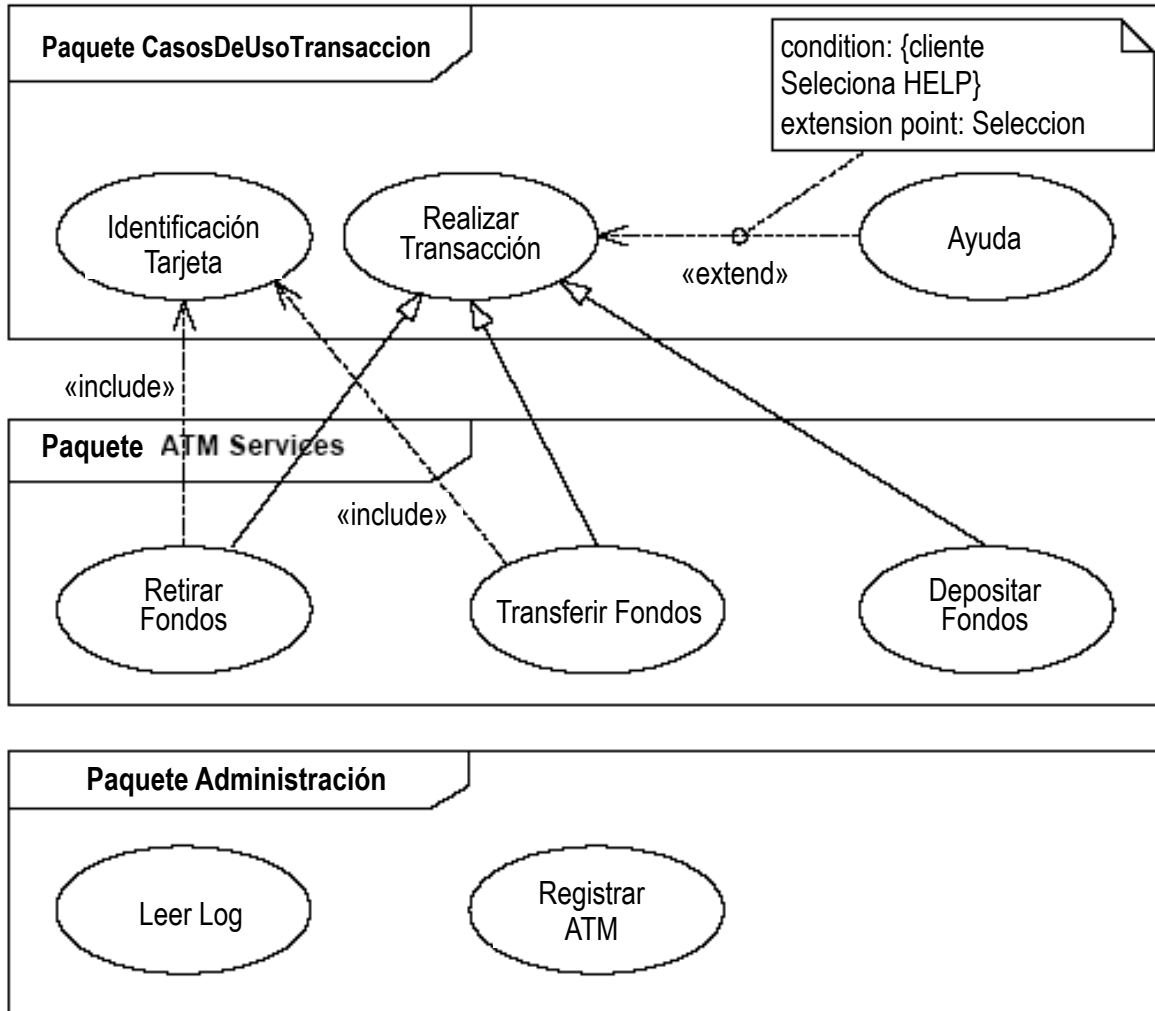 Paquete CasosDeUsoTransaccion
condition: {cliente
Seleciona HELP}
extension point: Seleccion
Identificación
Tarjeta
Realizar
Transacción
Ayuda
«extend»
«include»
Paquete ATM Services
«include»
Retirar
Fondos
Transferir Fondos
Depositar
Fondos
Paquete Administración
Leer Log
Registrar
ATM